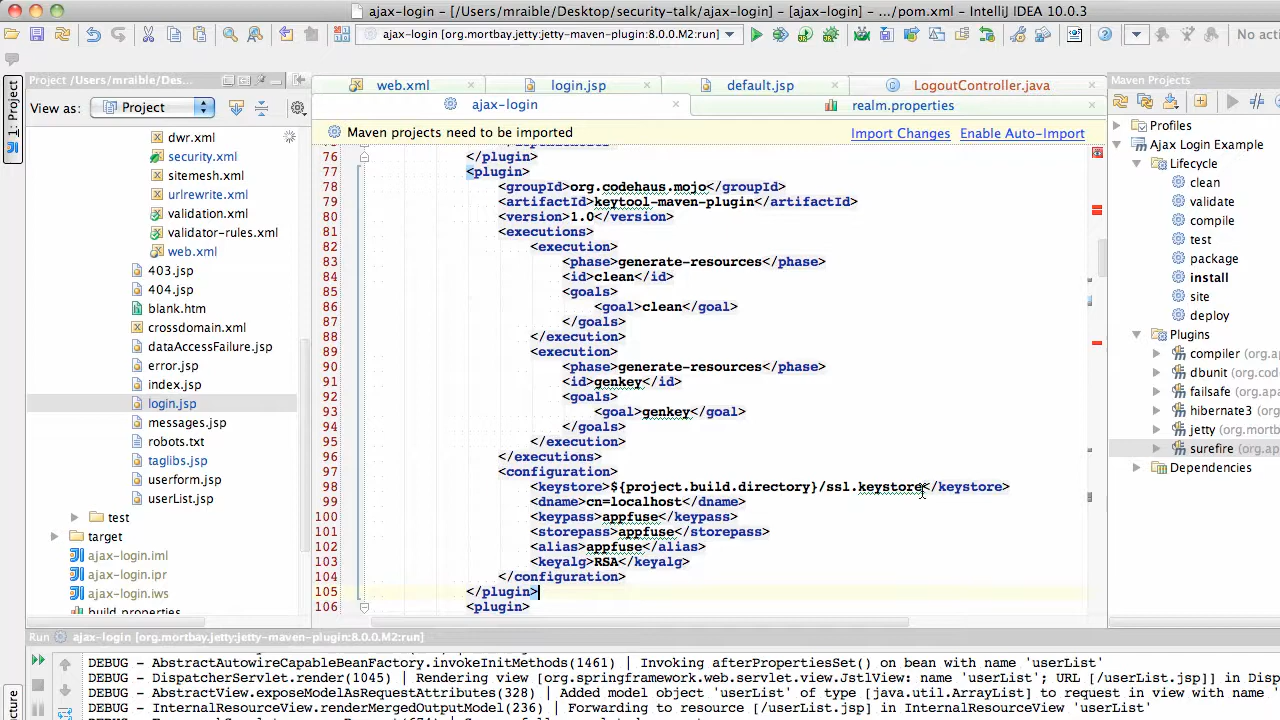 ajax-login - [/Users/mraible/Desktop/security-talk/ajax-login] - [ajax-login] - .../pom.xml - IntelliJ IDEA 10.0.3
ajax-login [org.mortbay.jetty:jetty-maven-plugin:8.0.0.M2:run]
No acti
Project /Users/mraible/Des...
View as: Project
1: Project
web.xml
login.jsp
default.jsp
LogoutController.java
ajax-login
realm.properties
Maven projects need to be imported
Import Changes Enable Auto-Import
dwr.xml
security.xml
sitemesh.xml
urlrewrite.xml
validation.xml
validator-rules.xml
web.xml
403.jsp
404.jsp
blank.htm
crossdomain.xml
dataAccessFailure.jsp
error.jsp
index.jsp
login.jsp
messages.jsp
robots.txt
taglibs.jsp
userform.jsp
userList.jsp
test
target
ajax-login.iml
ajax-login.ipr
ajax-login.iws
build.properties
76 </plugin>
77 <plugin>
78 <groupId>org.codehaus.mojo</groupId>
79 <artifactId>keytool-maven-plugin</artifactId>
80 <version>1.0</version>
81 <executions>
82 <execution>
83 <phase>generate-resources</phase>
84 <id>clean</id>
85 <goals>
86 <goal>clean</goal>
87 </goals>
88 </execution>
89 <execution>
90 <phase>generate-resources</phase>
91 <id>genkey</id>
92 <goals>
93 <goal>genkey</goal>
94 </goals>
95 </execution>
96 </executions>
97 <configuration>
98 <keystore>${project.build.directory}/ssl.keystore</keystore>
99 <dname>cn=localhost</dname>
100 <keypass>appfuse</keypass>
101 <storepass>appfuse</storepass>
102 <alias>appfuse</alias>
103 <keyalg>RSA</keyalg>
104 </configuration>
105 </plugin>
106 <plugin>
Maven Projects
Profiles
Ajax Login Example
Lifecycle
clean
validate
compile
test
package
install
site
deploy
Plugins
compiler (org.ap
dbunit (org.cod
failsafe (org.apa
hibernate3 (org
jetty (org.mortb
surefire (org.ap
Dependencies
Run ajax-login [org.mortbay.jetty:jetty-maven-plugin:8.0.0.M2:run]
DEBUG - AbstractAutowireCapableBeanFactory.invokeInitMethods(1461) | Invoking afterPropertiesSet() on bean with name 'userList'
DEBUG - DispatcherServlet.render(1045) | Rendering view [org.springframework.web.servlet.view.JstlView: name 'userList'; URL [/userList.jsp]] in Disp
DEBUG - AbstractView.exposeModelAsRequestAttributes(328) | Added model object 'userList' of type [java.util.ArrayList] to request in view with name '
DEBUG - InternalResourceView.renderMergedOutputModel(236) | Forwarding to resource [/userList.jsp] in InternalResourceView 'userList'